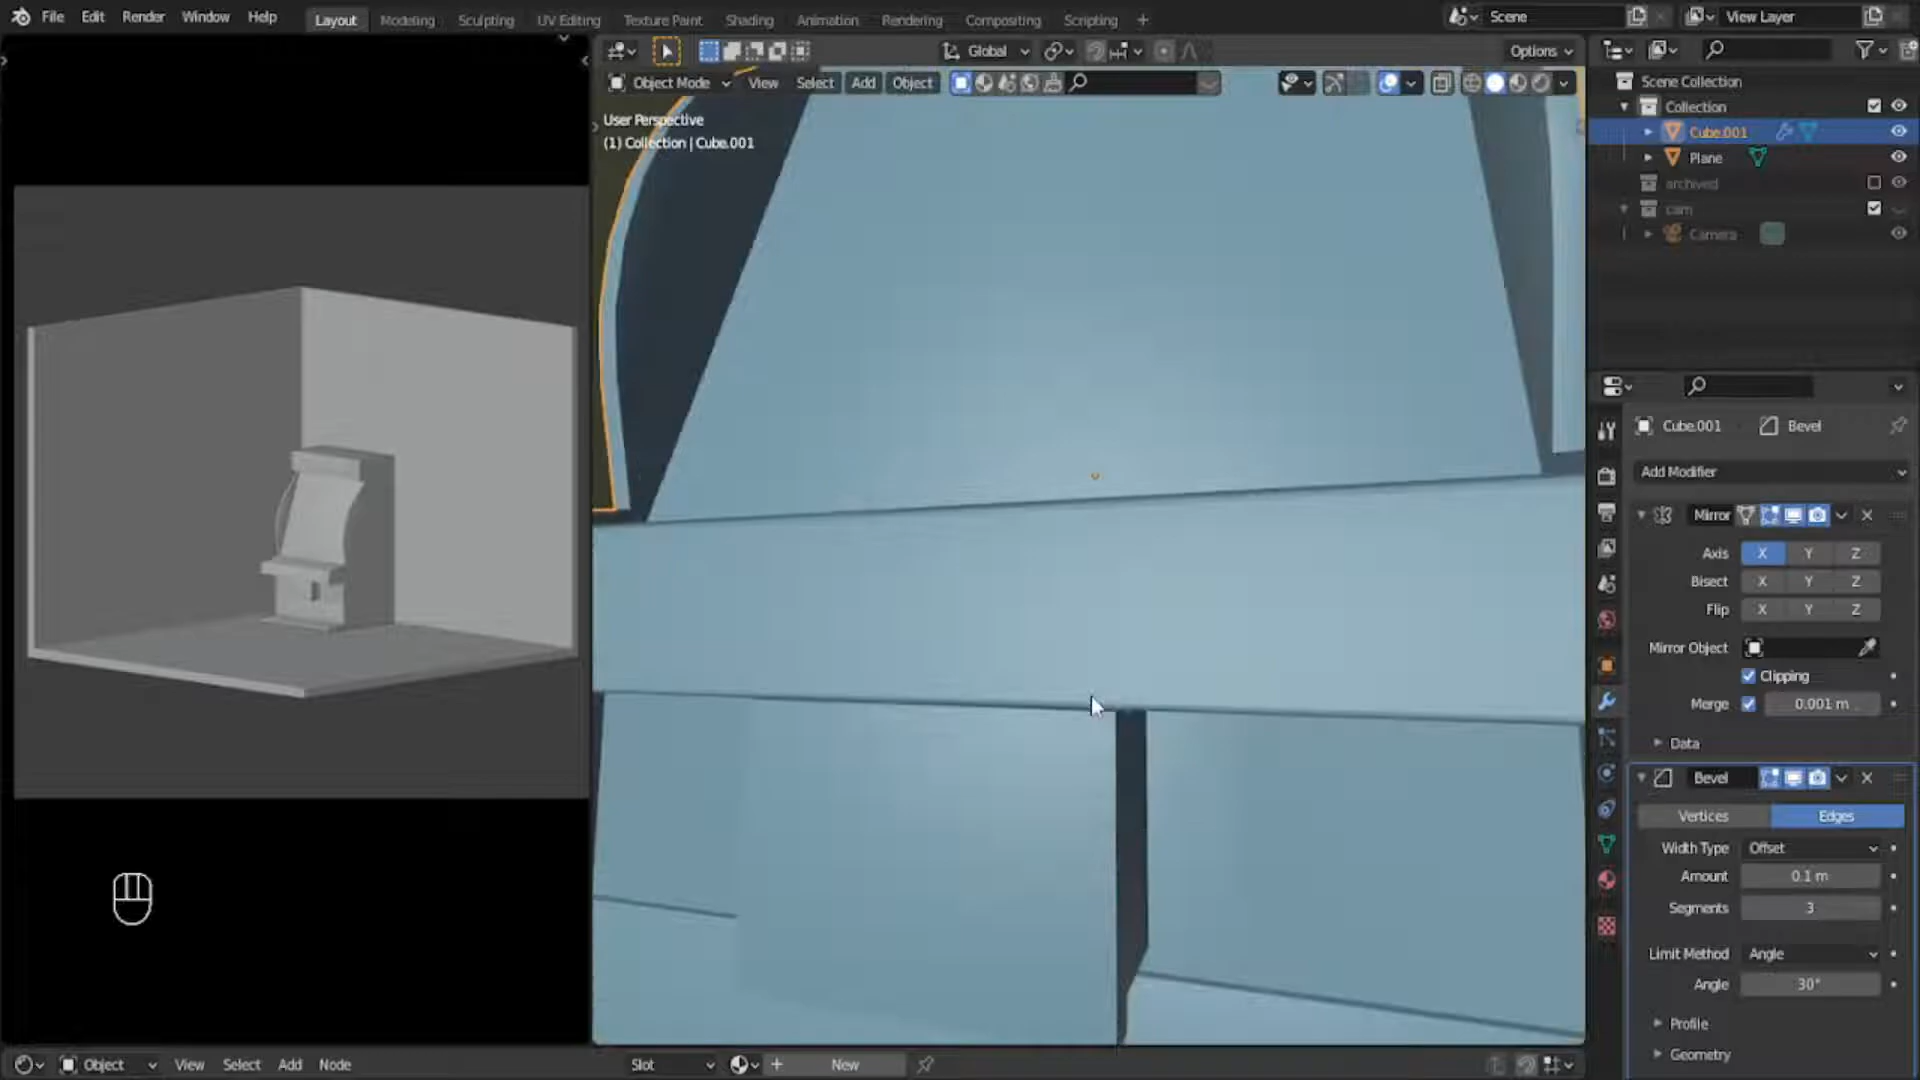 File Edit Render Window Help Layout Modeling Sculpting UV Editing Texture Paint Shading Animation Rendering Compositing Scripting + Scene View Layer
Global Options
Object Mode View Select Add Object
User Perspective
(1) Collection | Cube.001
Scene Collection
Collection
Cube.001
Plane
archived
cam
Camera
Cube.001 Bevel
Add Modifier
Mirror
Axis X Y Z
Bisect X Y Z
Flip X Y Z
Mirror Object
Clipping
Merge 0.001 m
Data
Bevel
Vertices Edges
Width Type Offset
Amount 0.1 m
Segments 3
Limit Method Angle
Angle 30°
Profile
Geometry
Object View Select Add Node Slot New